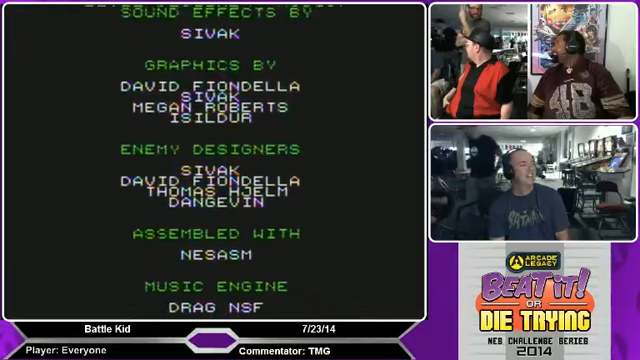 SOUND EFFECTS BY
SIVAK
GRAPHICS BY
DAVID FIONDELLA
SIVAK
MEGAN ROBERTS
ISILDUR
ENEMY DESIGNERS
SIVAK
DAVID FIONDELLA
THOMAS HJELM
DANGEVIN
ASSEMBLED WITH
NESASM
MUSIC ENGINE
DRAG NSF
48
ARCADE
LEGACY
BEAT IT!
OR
DIE TRYING
NES CHALLENGE SERIES
2014
Battle Kid
7/23/14
Player: Everyone
Commentator: TMG